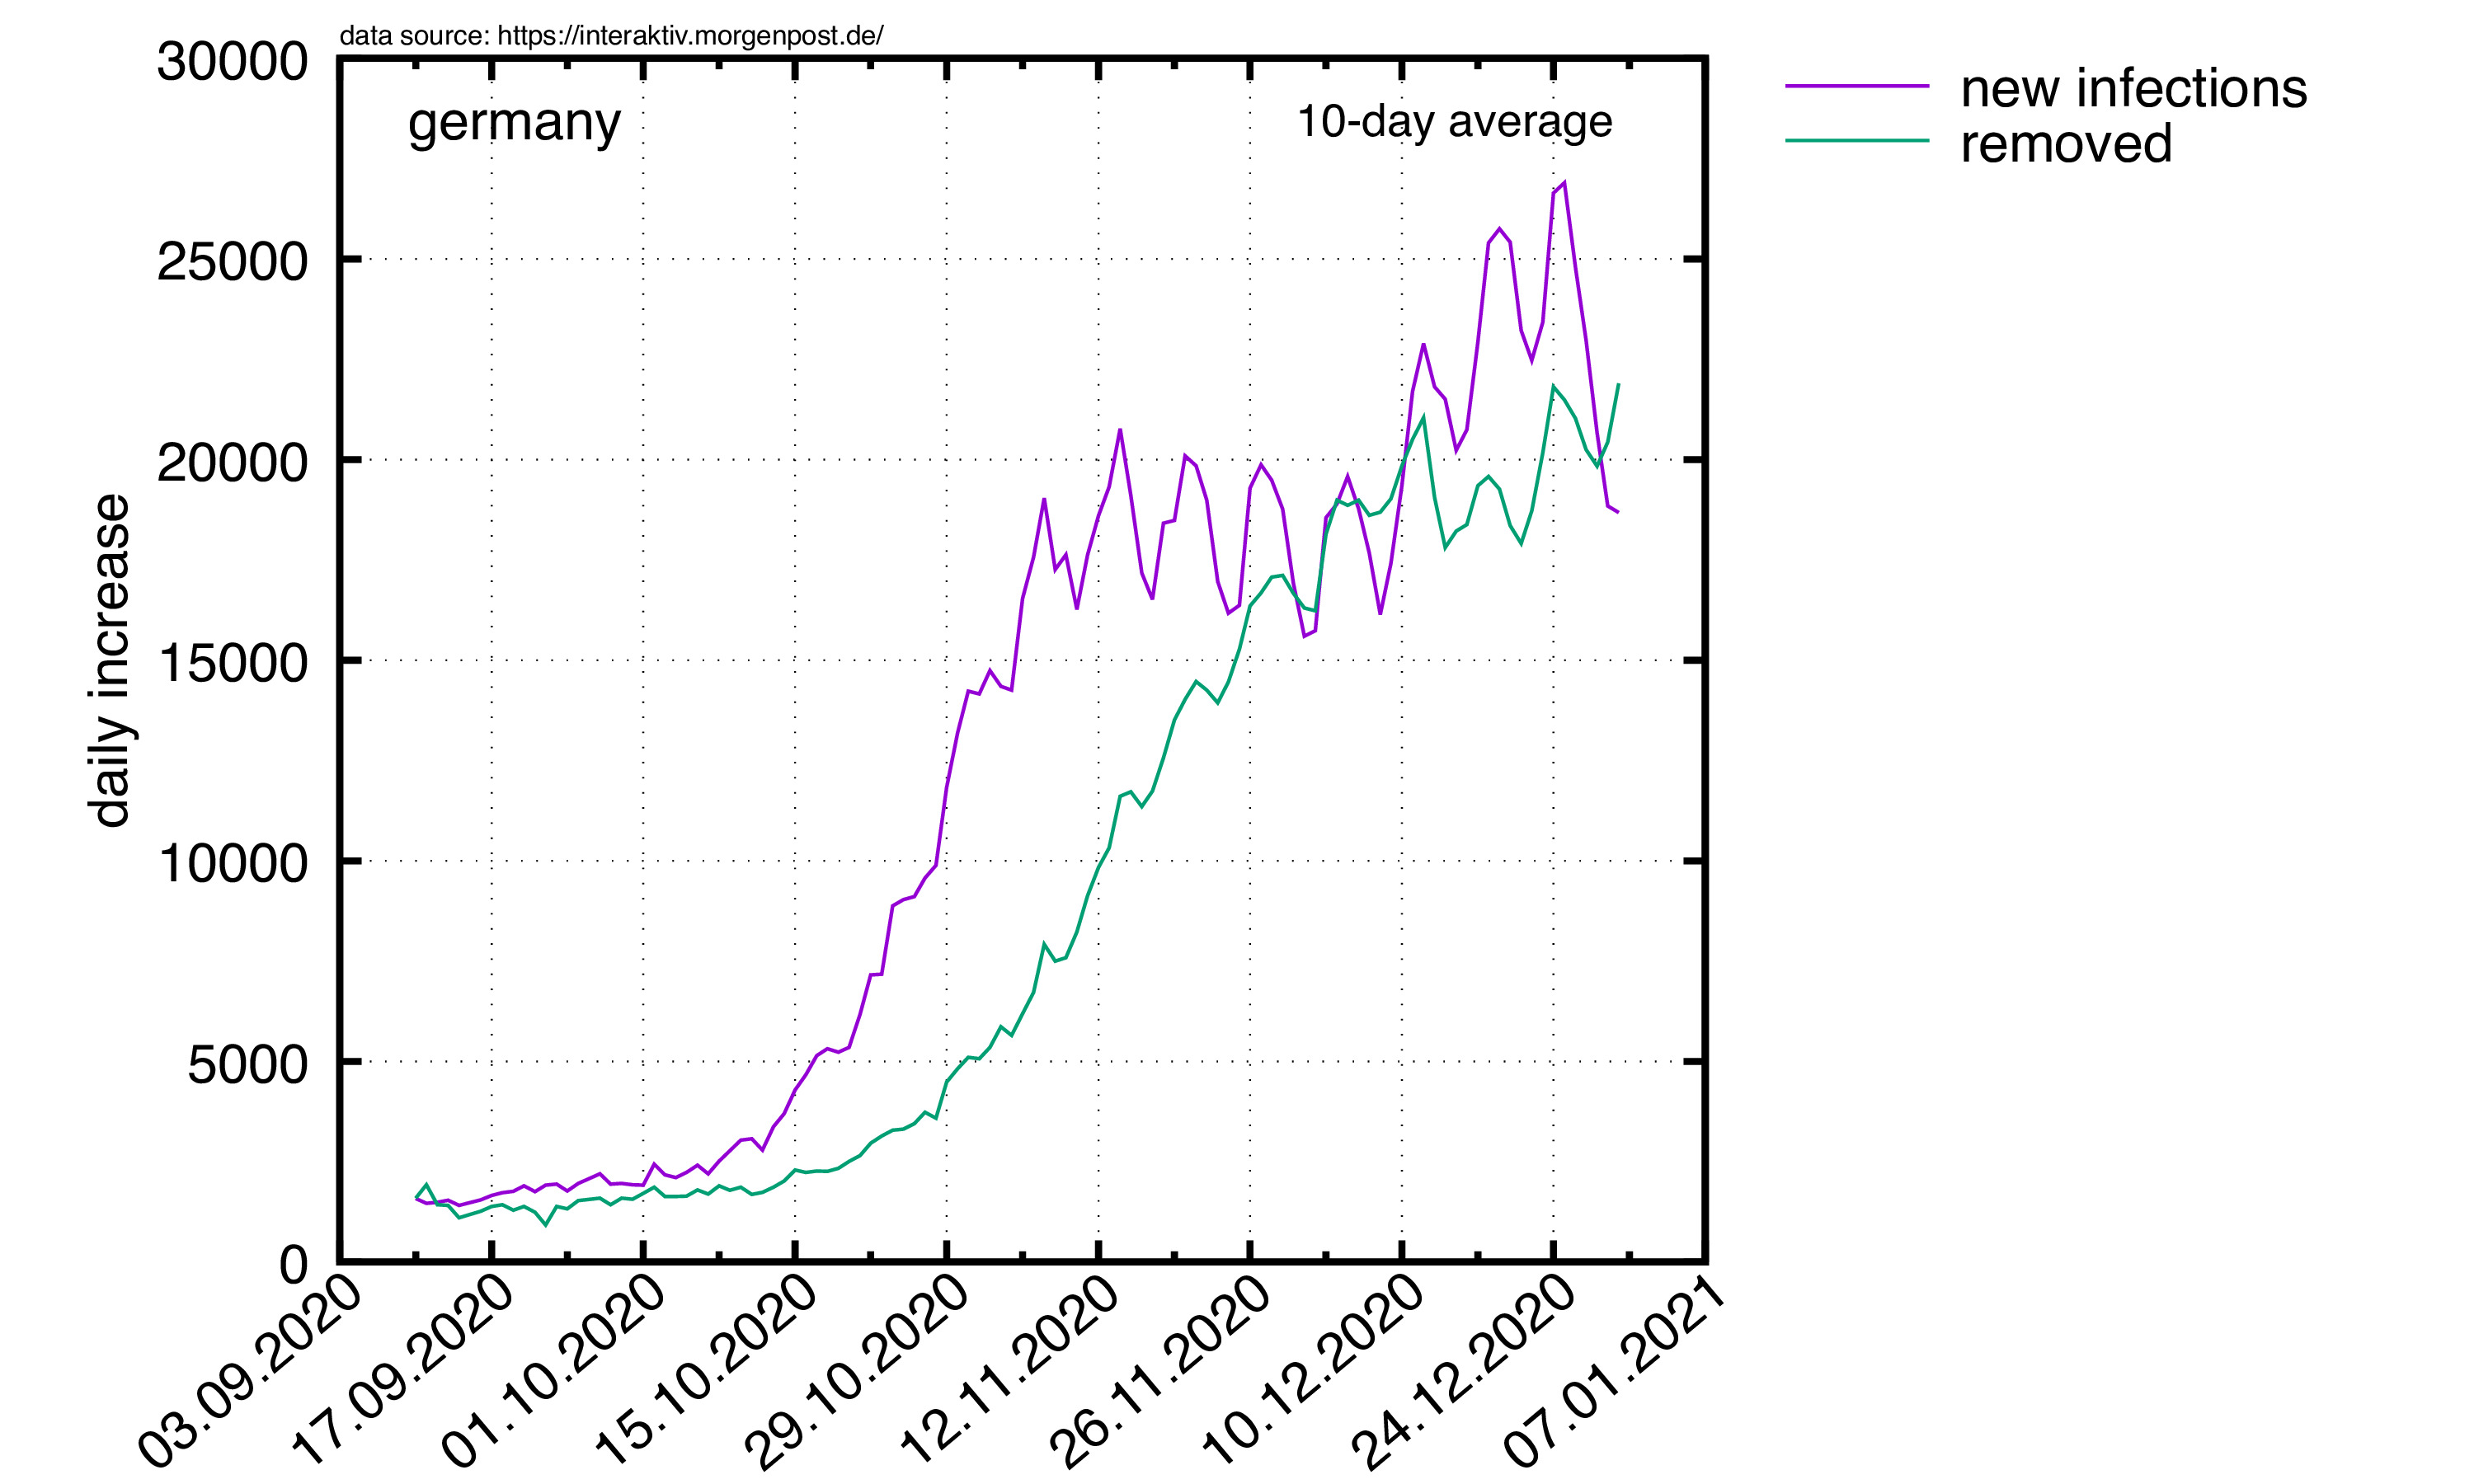 data source: https://interaktiv.morgenpost.de/
30000
25000
20000
15000
10000
5000
0
daily increase
germany
10-day average
new infections
removed
03.09.2020
17.09.2020
01.10.2020
15.10.2020
29.10.2020
12.11.2020
26.11.2020
10.12.2020
24.12.2020
07.01.2021